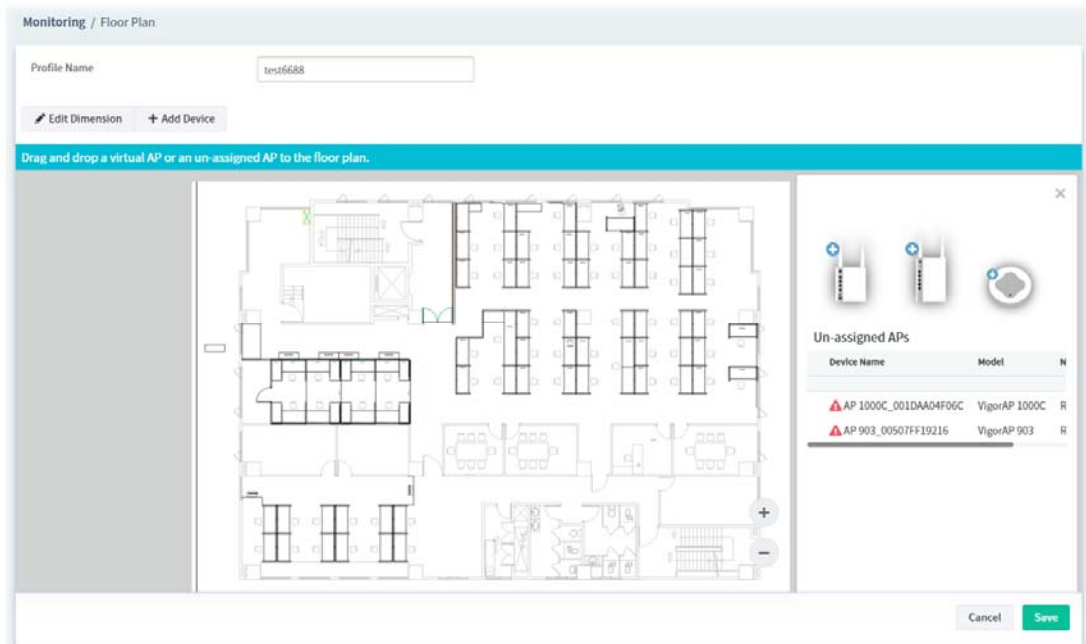 Monitoring / Floor Plan
Profile Name
test6688
Edit Dimension + Add Device
Drag and drop a virtual AP or an un-assigned AP to the floor plan.
Un-assigned APs
Device Name Model N
AP 1000C_001DAA04F06C VigorAP 1000C R
AP 903_00507FF19216 VigorAP 903 R
Cancel Save